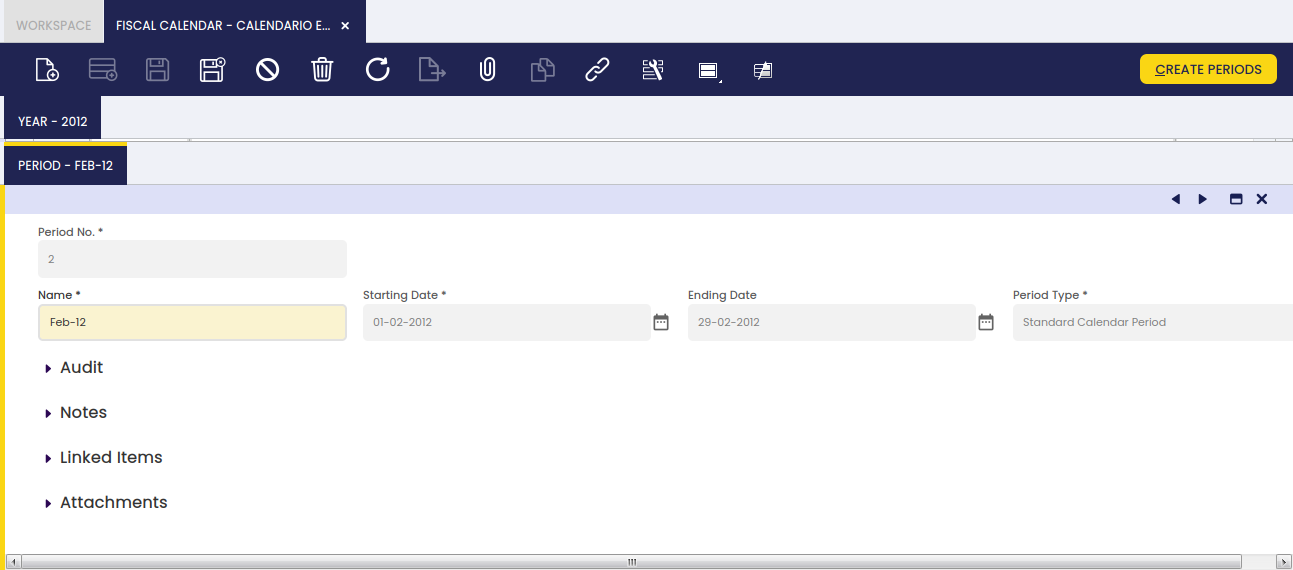 WORKSPACE FISCAL CALENDAR - CALENDARIO E...
CREATE PERIODS
YEAR - 2012
PERIOD - FEB-12
Period No. *
2
Name * Starting Date * Ending Date Period Type *
Feb-12 01-02-2012 29-02-2012 Standard Calendar Period
Audit
Notes
Linked Items
Attachments